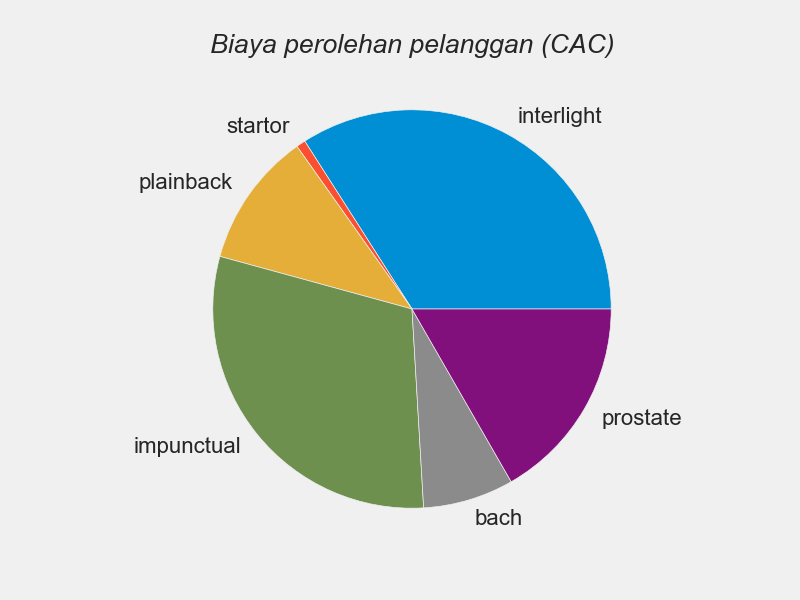 Biaya perolehan pelanggan (CAC)
interlight
startor
plainback
impunctual
prostate
bach